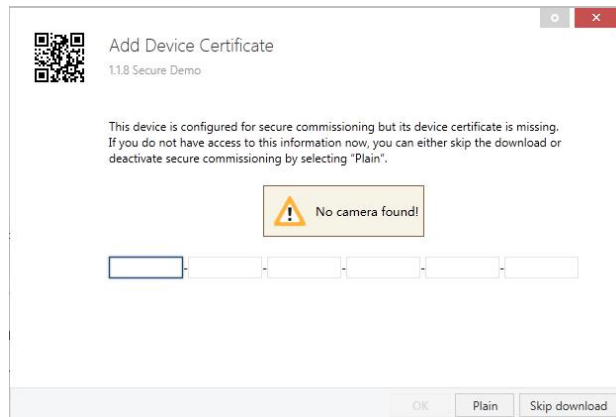 Add Device Certificate
1.1.8 Secure Demo
This device is configured for secure commissioning but its device certificate is missing.
If you do not have access to this information now, you can either skip the download or
deactivate secure commissioning by selecting "Plain".
No camera found!
- - - - -
OK Plain Skip download